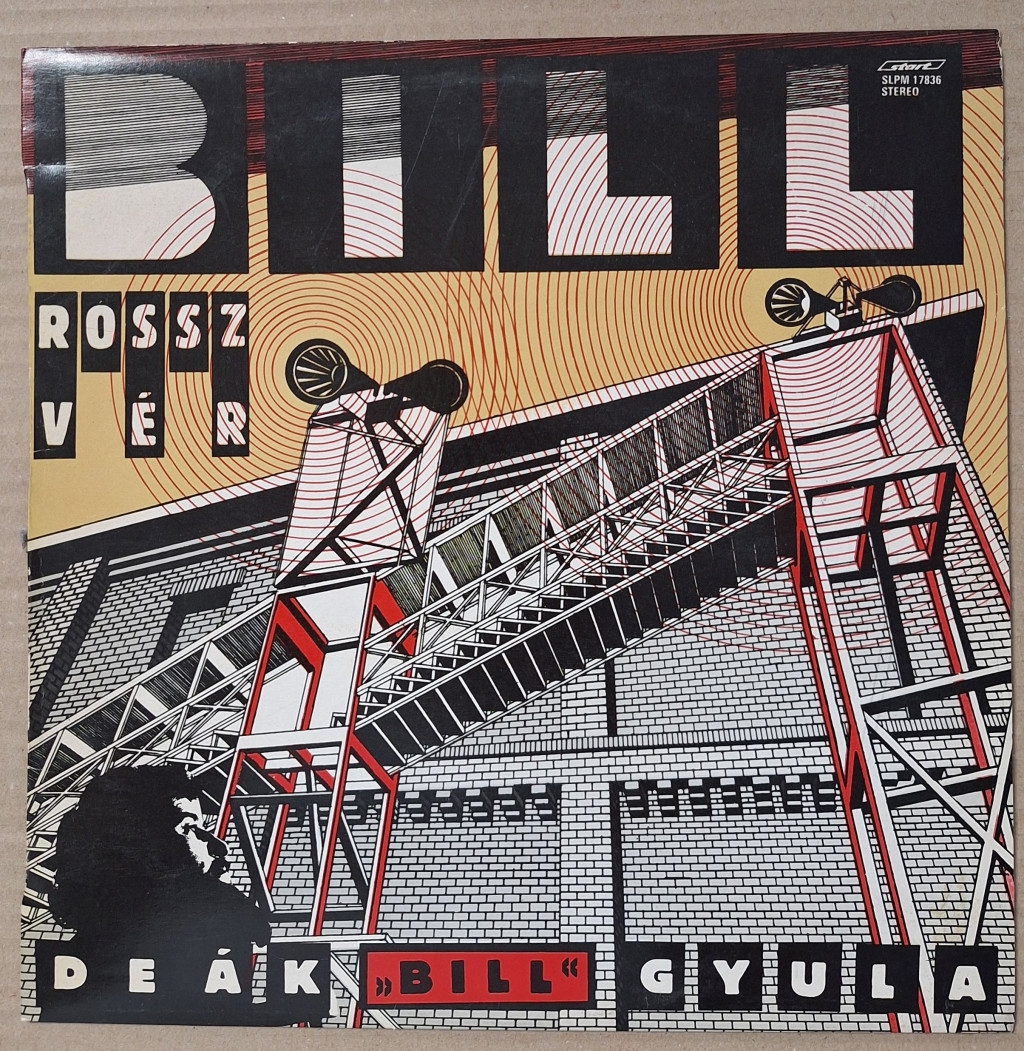 BILL
start
SLPM 17836
STEREO
ROSSZ
VÉR
DEÁK „BILL“ GYULA